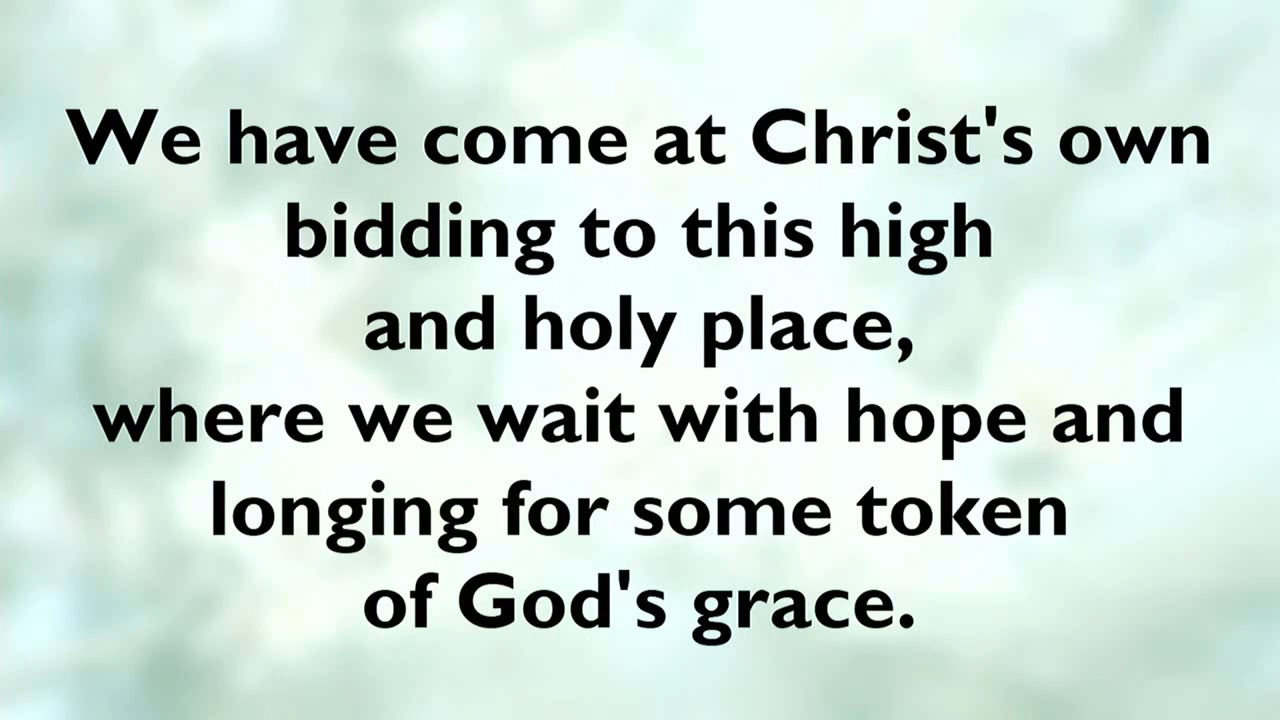 We have come at Christ's own
bidding to this high
and holy place,
where we wait with hope and
longing for some token
of God's grace.